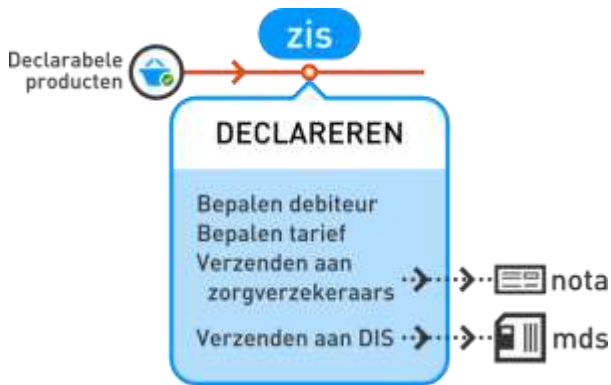 zis
Declarabele
producten
DECLAREREN
Bepalen debiteur
Bepalen tarief
Verzenden aan
zorgverzekeraars
nota
Verzenden aan DIS
mds